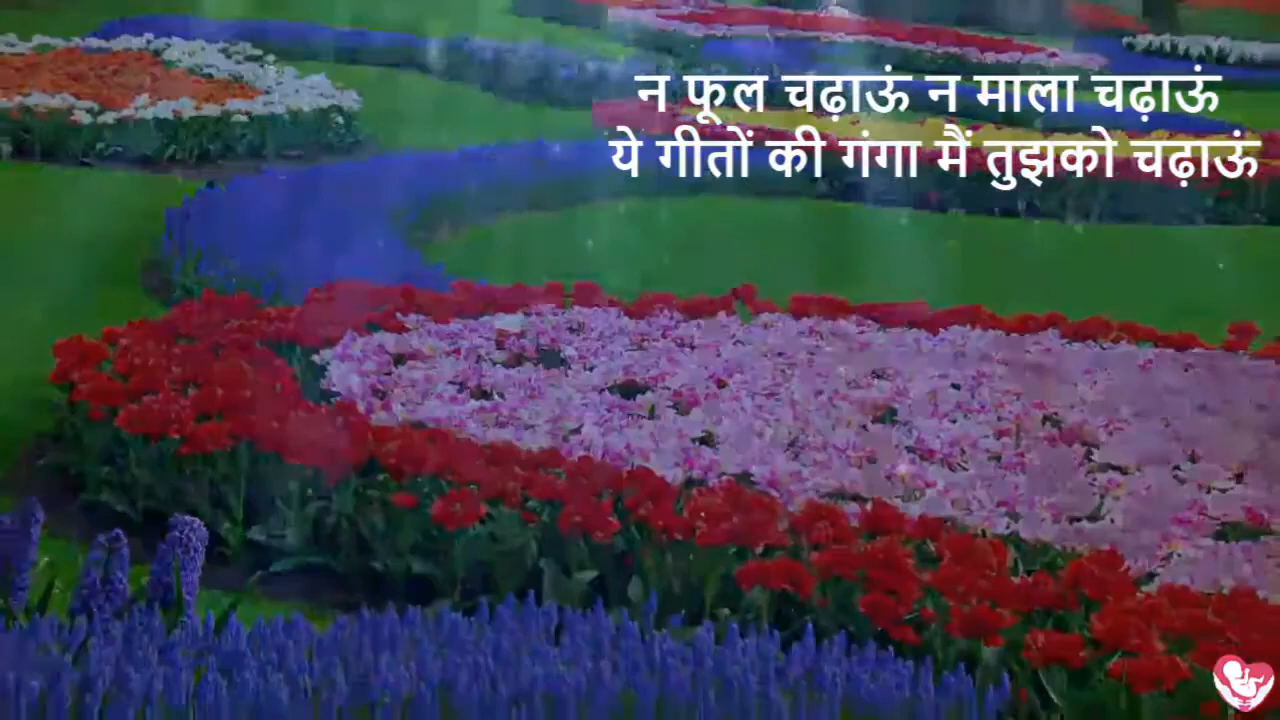 न फूल चढ़ाऊं न माला चढ़ाऊं
ये गीतों की गंगा मैं तुझको चढ़ाऊं